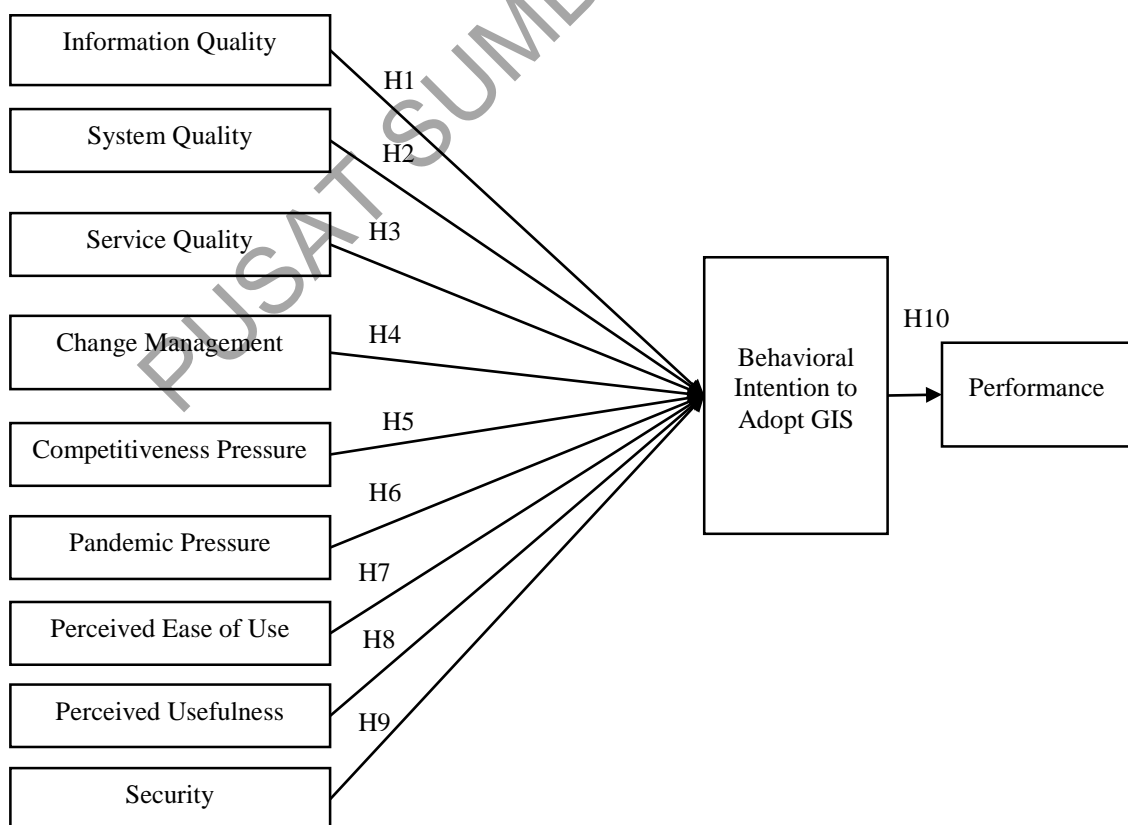 Information Quality
H1
System Quality
H2
Service Quality
H3
Change Management
H4
Competitiveness Pressure
H5
Pandemic Pressure
H6
Perceived Ease of Use
H7
Perceived Usefulness
H8
Security
H9
Behavioral
Intention to
Adopt GIS
H10
Performance
PUSAT